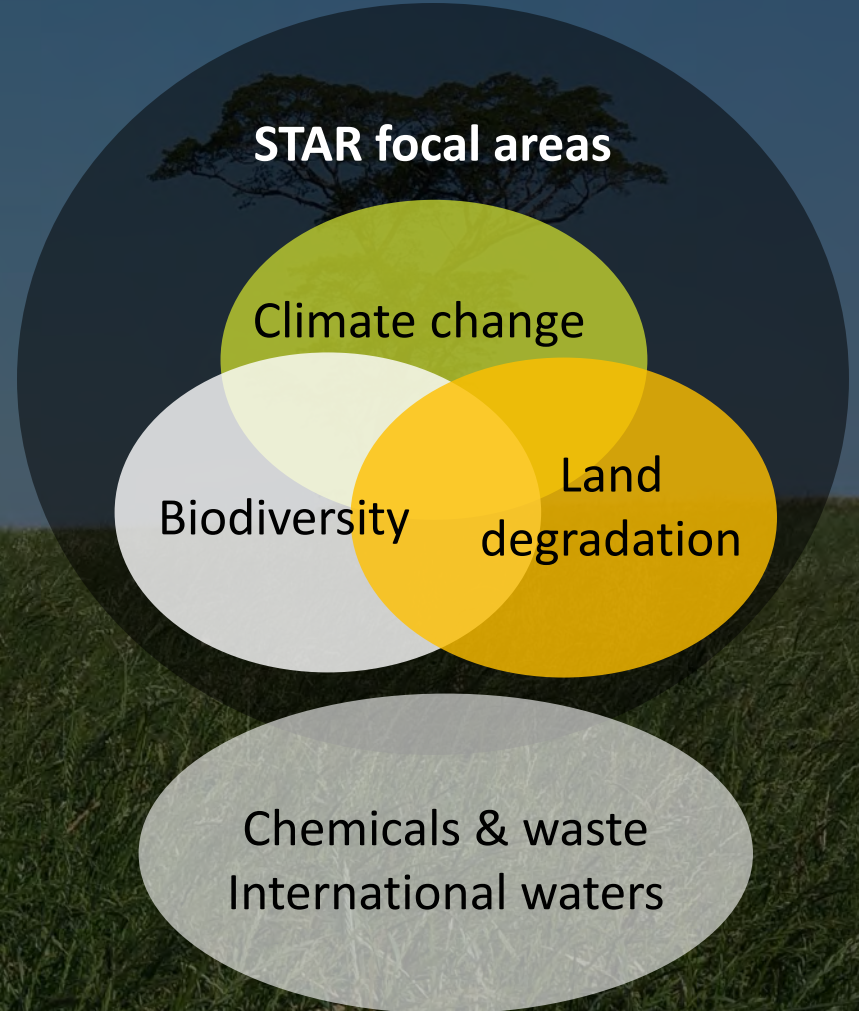 STAR focal areas
Climate change
Biodiversity
Land
degradation
Chemicals & waste
International waters